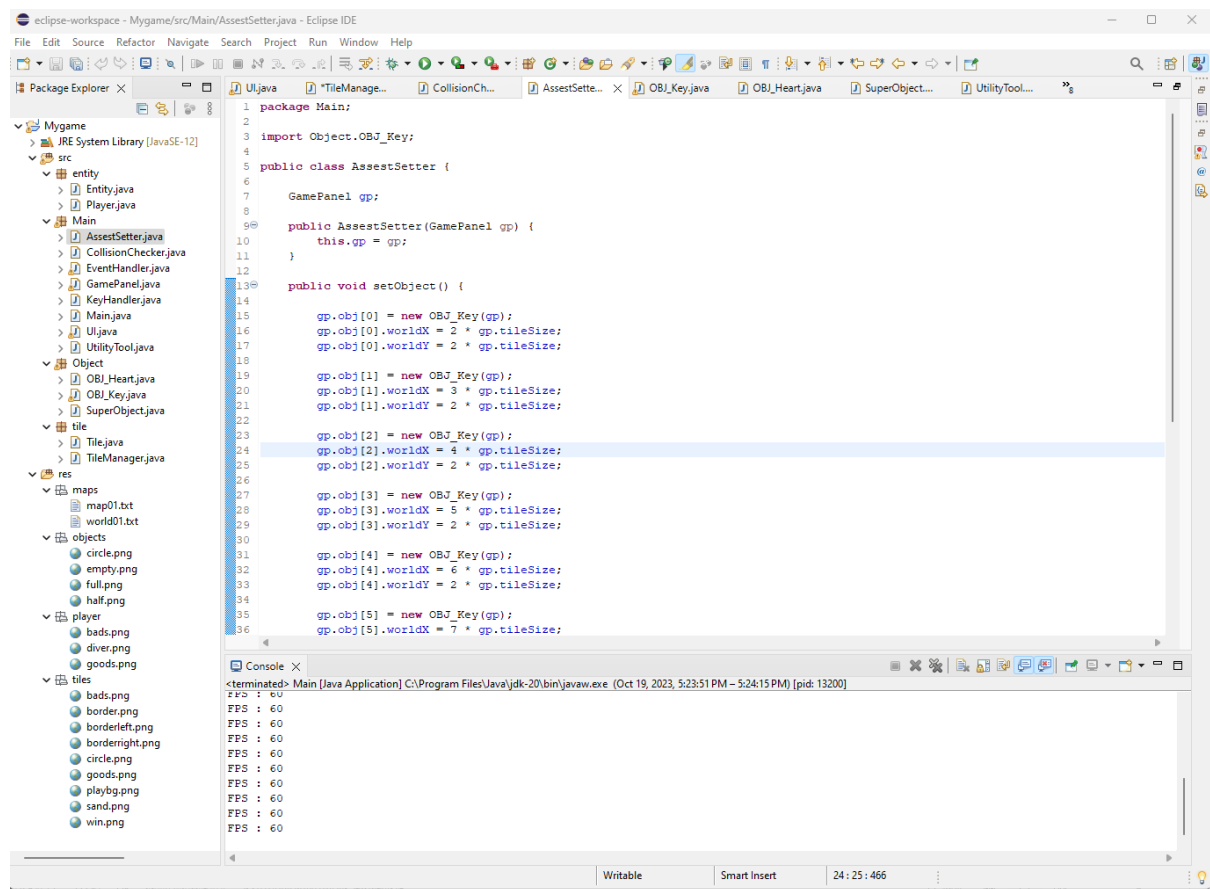 eclipse-workspace - Mygame/src/Main/AssestSetter.java - Eclipse IDE
File Edit Source Refactor Navigate Search Project Run Window Help
Package Explorer
Mygame
JRE System Library [JavaSE-12]
src
entity
Entity.java
Player.java
Main
AssestSetter.java
CollisionChecker.java
EventHandler.java
GamePanel.java
KeyHandler.java
Main.java
UI.java
UtilityTool.java
Object
OBJ_Heart.java
OBJ_Key.java
SuperObject.java
tile
Tile.java
TileManager.java
res
maps
map01.txt
world01.txt
objects
circle.png
empty.png
full.png
half.png
player
bads.png
diver.png
goods.png
tiles
bads.png
border.png
borderleft.png
borderright.png
circle.png
goods.png
playbg.png
sand.png
win.png
UI.java *TileManage... CollisionCh... AssestSette... OBJ_Key.java OBJ_Heart.java SuperObject.... UtilityTool.... »8
1 package Main;
2
3 import Object.OBJ_Key;
4
5 public class AssestSetter {
6
7 GamePanel gp;
8
9 public AssestSetter(GamePanel gp) {
10 this.gp = gp;
11 }
12
13 public void setObject() {
14
15 gp.obj[0] = new OBJ_Key(gp);
16 gp.obj[0].worldX = 2 * gp.tileSize;
17 gp.obj[0].worldY = 2 * gp.tileSize;
18
19 gp.obj[1] = new OBJ_Key(gp);
20 gp.obj[1].worldX = 3 * gp.tileSize;
21 gp.obj[1].worldY = 2 * gp.tileSize;
22
23 gp.obj[2] = new OBJ_Key(gp);
24 gp.obj[2].worldX = 4 * gp.tileSize;
25 gp.obj[2].worldY = 2 * gp.tileSize;
26
27 gp.obj[3] = new OBJ_Key(gp);
28 gp.obj[3].worldX = 5 * gp.tileSize;
29 gp.obj[3].worldY = 2 * gp.tileSize;
30
31 gp.obj[4] = new OBJ_Key(gp);
32 gp.obj[4].worldX = 6 * gp.tileSize;
33 gp.obj[4].worldY = 2 * gp.tileSize;
34
35 gp.obj[5] = new OBJ_Key(gp);
36 gp.obj[5].worldX = 7 * gp.tileSize;
Console
<terminated> Main [Java Application] C:\Program Files\Java\jdk-20\bin\javaw.exe (Oct 19, 2023, 5:23:51 PM – 5:24:15 PM) [pid: 13200]
FPS : 60
FPS : 60
FPS : 60
FPS : 60
FPS : 60
FPS : 60
FPS : 60
FPS : 60
FPS : 60
FPS : 60
Writable Smart Insert 24 : 25 : 466